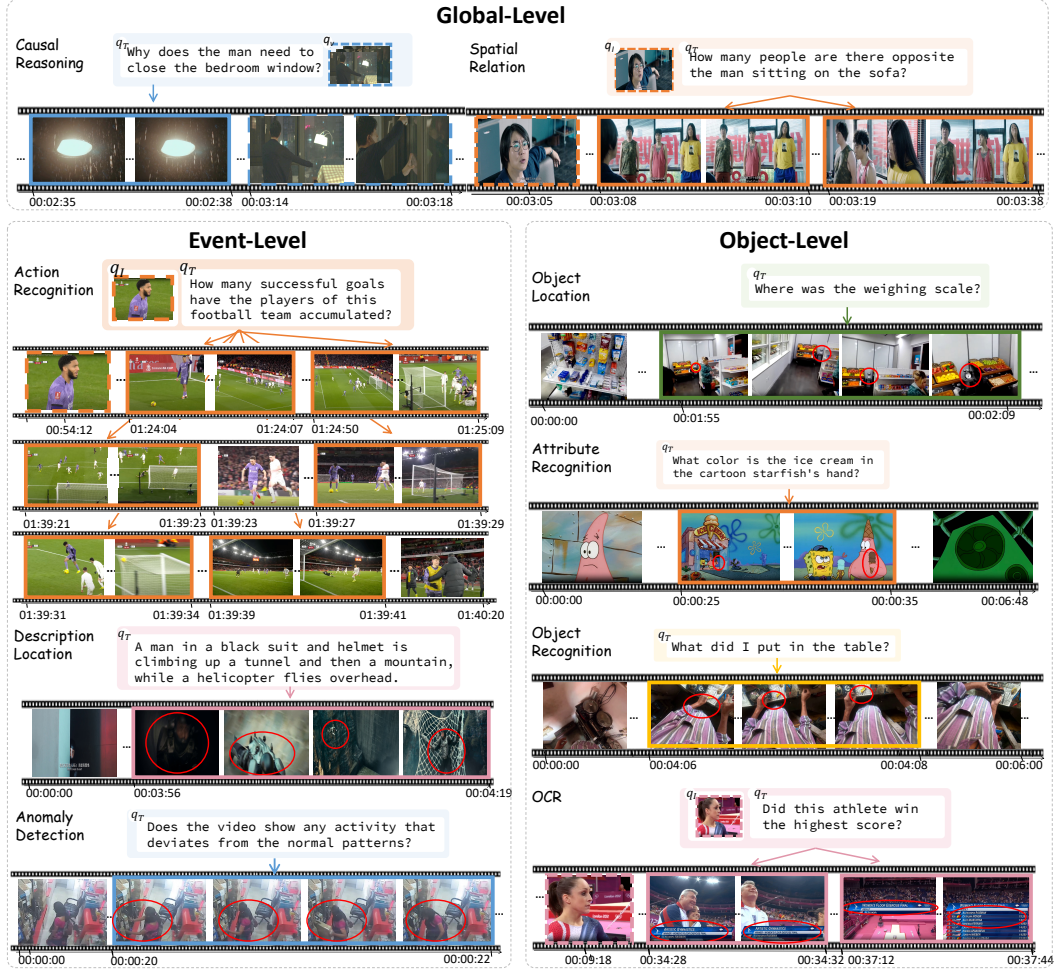 Global-Level
Causal
Reasoning
q_T
Why does the man need to
close the bedroom window?
...
...
...
00:02:35
00:02:38
00:03:14
00:03:18
Spatial
Relation
q_I
q_T
How many people are there opposite
the man sitting on the sofa?
...
...
00:03:05
00:03:08
00:03:10
00:03:19
00:03:38
Event-Level
Action
Recognition
q_I
q_T
How many successful goals
have the players of this
football team accumulated?
00:54:12
01:24:04
01:24:07
01:24:50
01:25:09
01:39:21
01:39:23
01:39:23
01:39:27
01:39:29
01:39:31
01:39:34
01:39:39
01:39:41
01:40:20
Description
Location
q_T
A man in a black suit and helmet is
climbing up a tunnel and then a mountain,
while a helicopter flies overhead.
00:00:00
00:03:56
00:04:19
Anomaly
Detection
q_T
Does the video show any activity that
deviates from the normal patterns?
00:00:00
00:00:20
00:00:22
Object-Level
Object
Location
q_T
Where was the weighing scale?
00:00:00
00:01:55
00:02:09
Attribute
Recognition
q_T
What color is the ice cream in
the cartoon starfish's hand?
00:00:00
00:00:25
00:00:35
00:06:48
Object
Recognition
q_T
What did I put in the table?
00:00:00
00:04:06
00:04:08
00:06:00
OCR
q_I
q_T
Did this athlete win
the highest score?
00:09:18
00:34:28
00:34:32
00:37:12
00:37:44